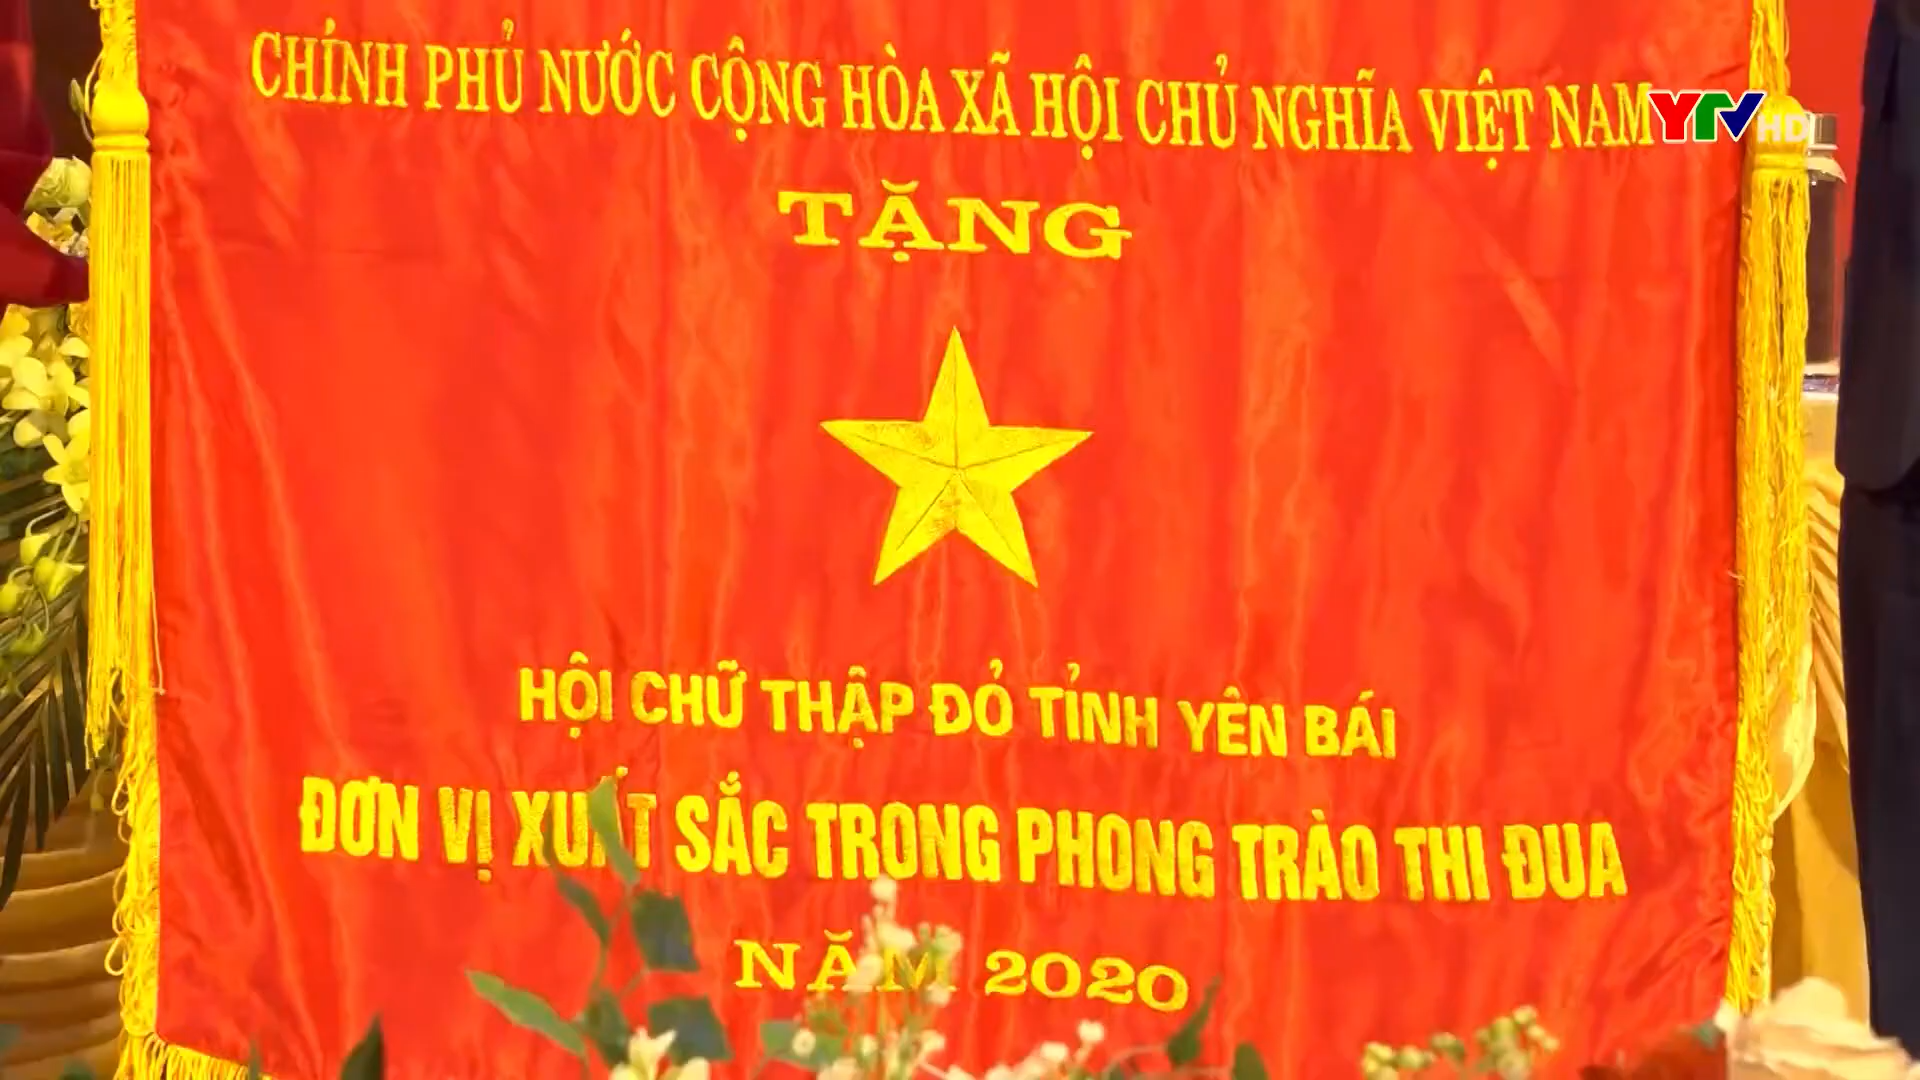 CHÍNH PHỦ NƯỚC CỘNG HÒA XÃ HỘI CHỦ NGHĨA VIỆT NAM
YTV HD
TẶNG
HỘI CHỮ THẬP ĐỎ TỈNH YÊN BÁI
ĐƠN VỊ XUẤT SẮC TRONG PHONG TRÀO THI ĐUA
NĂM 2020